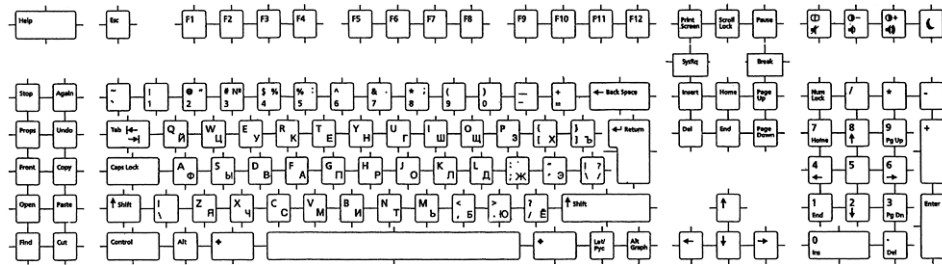 Help Esc F1 F2 F3 F4 F5 F6 F7 F8 F9 F10 F11 F12 Print Screen Scroll Lock Pause
SysRq Break
Stop Again ~ ` ! 1 @ " 2 # № 3 $ % 4 % : 5 ^ 6 & . 7 * ; 8 ( 9 ) 0 — - + = ← Back Space Insert Home Page Up Num Lock / * -
Props Undo Tab Q Й W Ц E У R К T Е Y Н U Г I Ш O Щ P З { [ Х } ] Ъ ↵ Return Del End Page Down 7 Home 8 ↑ 9 Pg Up +
Front Copy Caps Lock A Ф S Ы D В F А G П H Р J О K Л L Д : ; Ж " ' Э | \ ? / 4 ← 5 6 →
Open Paste ↑ Shift | \ Z Я X Ч C С V М B И N Т M Ь < , Б > . Ю ? / Ё ↑ Shift ↑ 1 End 2 ↓ 3 Pg Dn Enter
Find Cut Control Alt ◆ ◆ Lat/ Рус Alt Graph ← ↓ → 0 Ins . Del